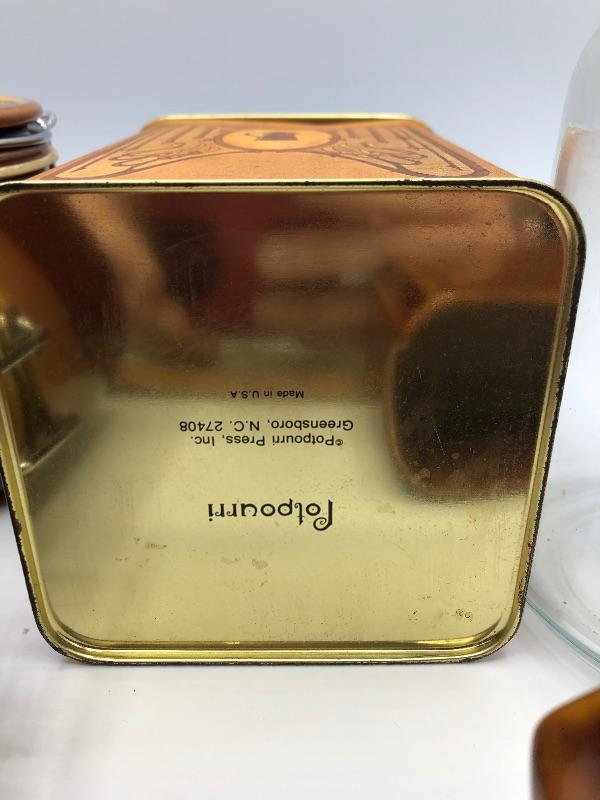 Potpourri
©Potpourri Press, Inc.
Greensboro, N.C. 27408
Made in U.S.A.